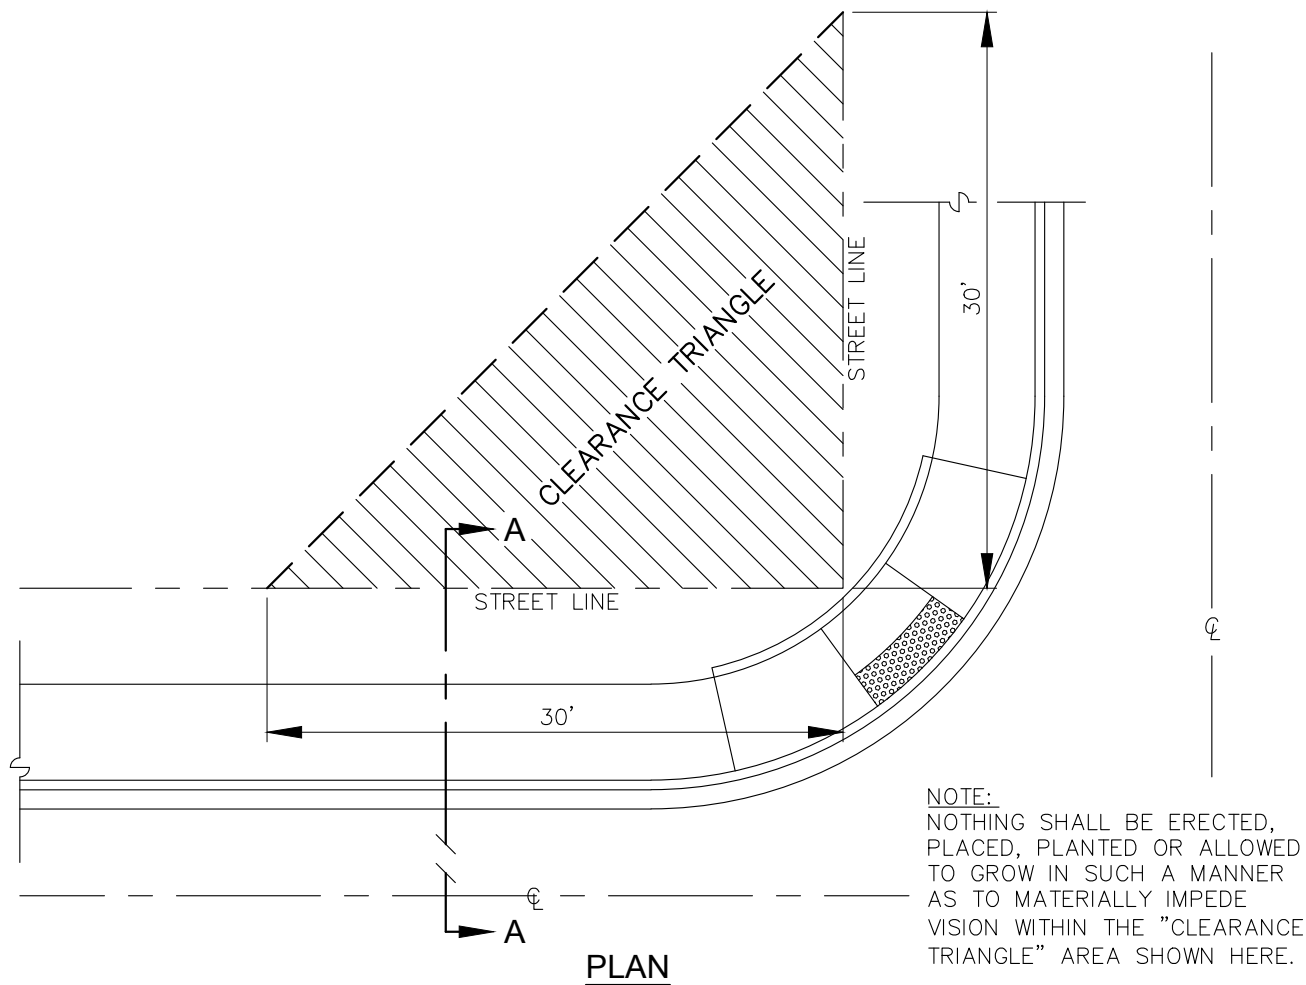 30'
STREET LINE
CLEARANCE TRIANGLE
A
STREET LINE
30'
℄
NOTE:
NOTHING SHALL BE ERECTED,
PLACED, PLANTED OR ALLOWED
TO GROW IN SUCH A MANNER
AS TO MATERIALLY IMPEDE
VISION WITHIN THE "CLEARANCE
TRIANGLE" AREA SHOWN HERE.
℄
A
PLAN